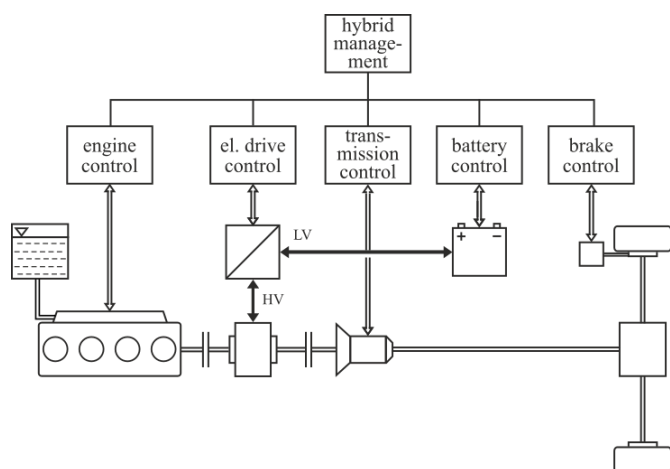 hybrid
manage-
ment
engine
control
el. drive
control
trans-
mission
control
battery
control
brake
control
LV
+ −
HV